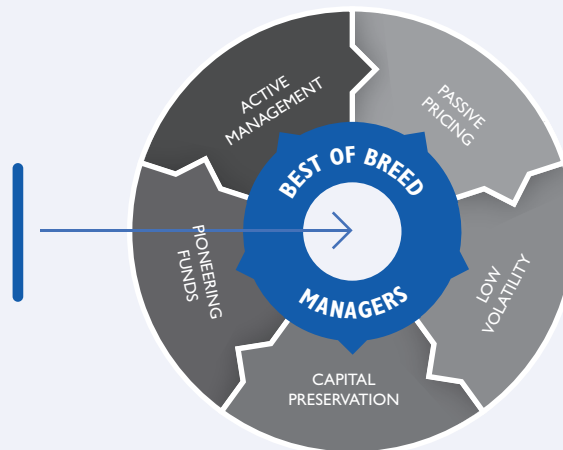 ACTIVE
MANAGEMENT
PASSIVE
PRICING
BEST OF BREED
MANAGERS
PIONEERING
FUNDS
LOW
VOLATILITY
CAPITAL
PRESERVATION